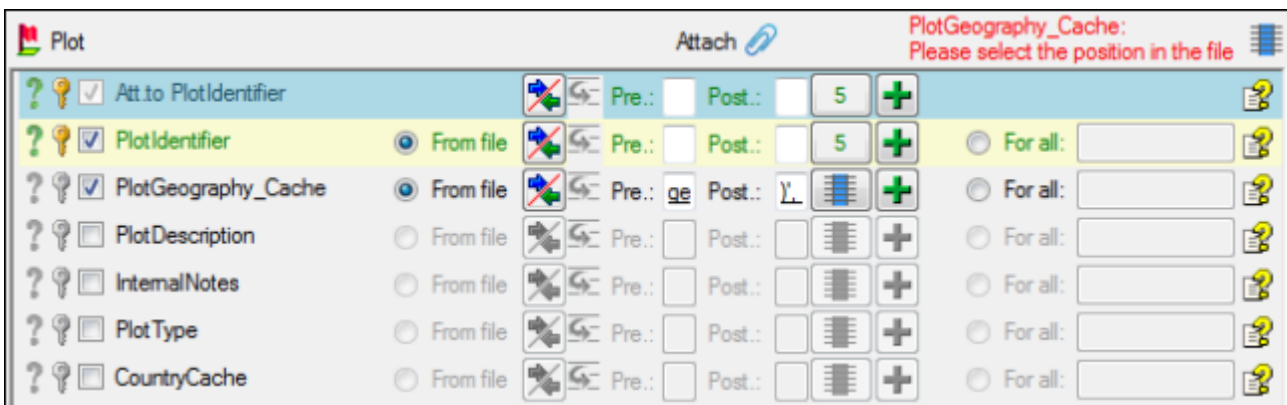 Plot Attach PlotGeography_Cache:
Please select the position in the file
Att.to PlotIdentifier Pre.: Post.: 5
PlotIdentifier From file Pre.: Post.: 5 For all:
PlotGeography_Cache From file Pre.: ge Post.: )', For all:
PlotDescription From file Pre.: Post.: For all:
InternalNotes From file Pre.: Post.: For all:
PlotType From file Pre.: Post.: For all:
CountryCache From file Pre.: Post.: For all: